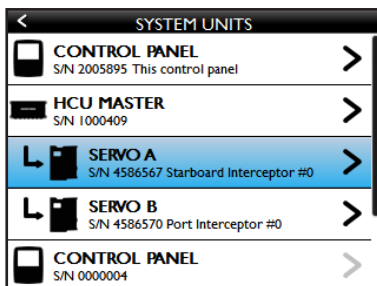 <
SYSTEM UNITS
CONTROL PANEL
S/N 2005895 This control panel
HCU MASTER
S/N 1000409
SERVO A
S/N 4586567 Starboard Interceptor #0
SERVO B
S/N 4586570 Port Interceptor #0
CONTROL PANEL
S/N 0000004